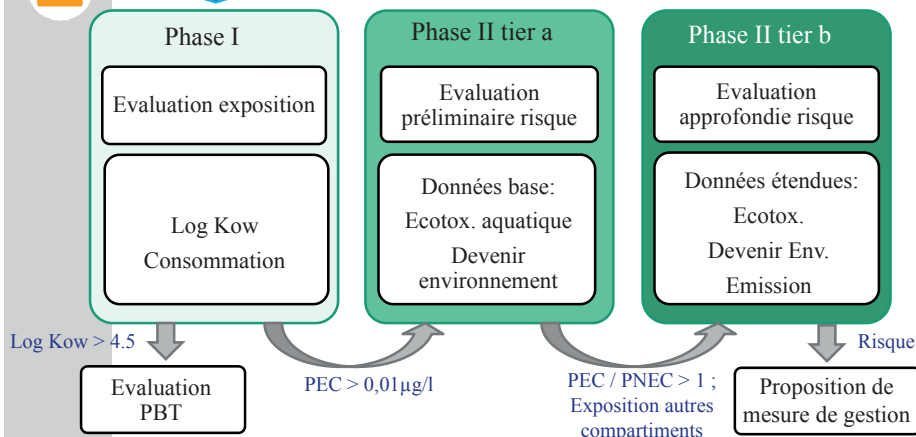 Phase I
Evaluation exposition
Log Kow
Consommation
Log Kow > 4.5
Evaluation
PBT
PEC > 0,01µg/l
Phase II tier a
Evaluation
préliminaire risque
Données base:
Ecotox. aquatique
Devenir
environnement
PEC / PNEC > 1 ;
Exposition autres
compartiments
Phase II tier b
Evaluation
approfondie risque
Données étendues:
Ecotox.
Devenir Env.
Emission
Risque
Proposition de
mesure de gestion